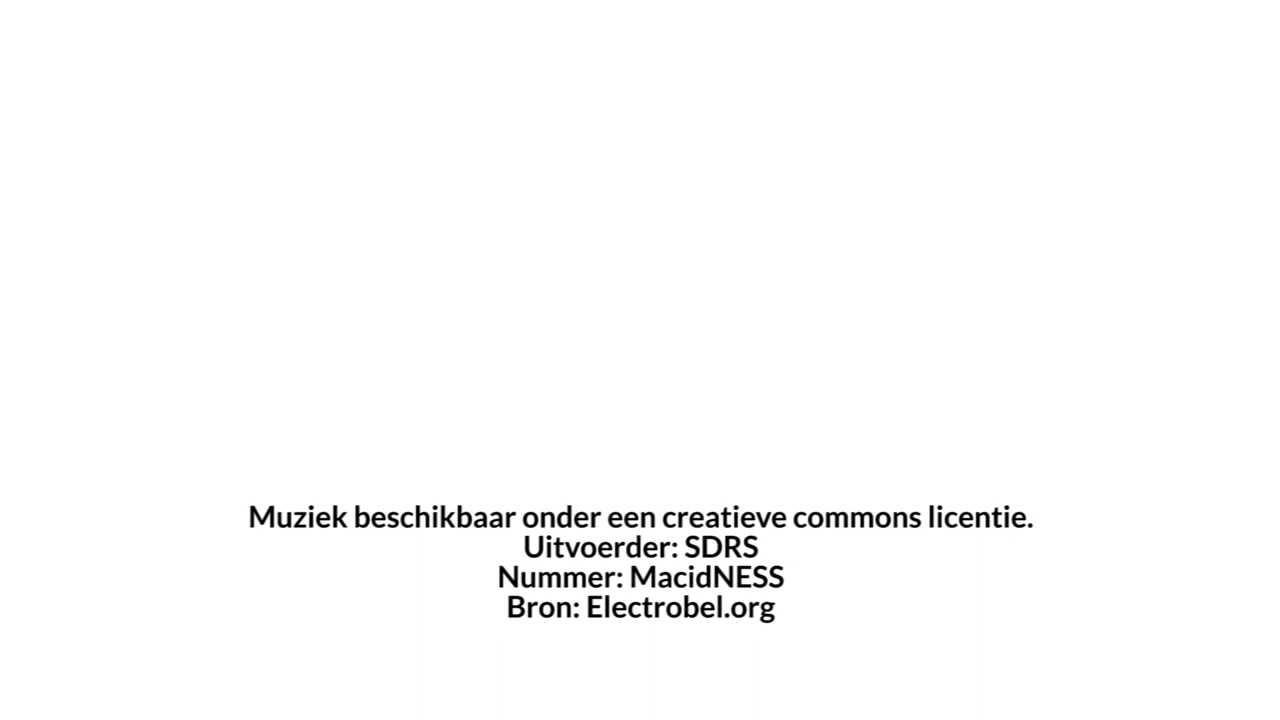 Muziek beschikbaar onder een creatieve commons licentie.
Uitvoerder: SDRS
Nummer: MacidNESS
Bron: Electrobel.org